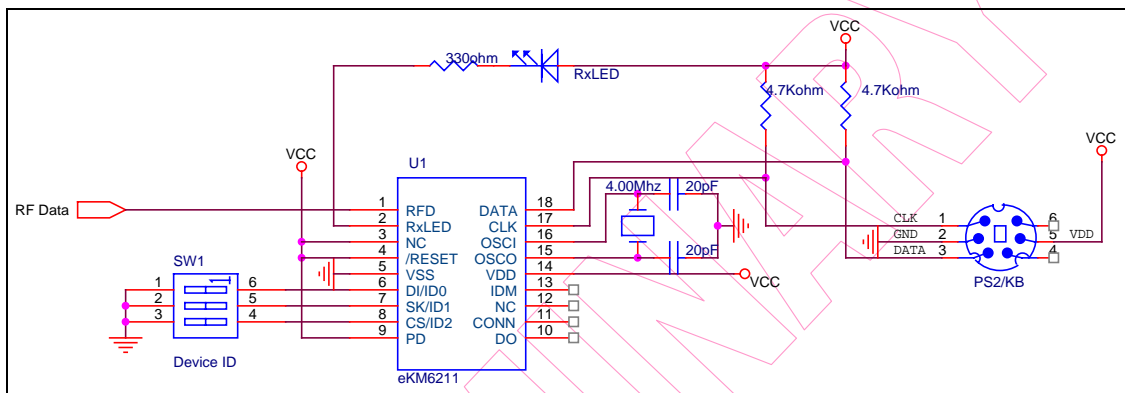 VCC
330ohm
RxLED
4.7Kohm
4.7Kohm
VCC
VCC
U1
4.00Mhz
20pF
RF Data
1
RFD
DATA
18
2
RxLED
CLK
17
3
NC
OSCI
16
4
/RESET
OSCO
15
20pF
5
VSS
VDD
14
VCC
6
DI/ID0
IDM
13
7
SK/ID1
NC
12
8
CS/ID2
CONN
11
9
PD
DO
10
eKM6211
SW1
1
1
6
2
5
3
4
Device ID
CLK
1
6
GND
2
5
VDD
DATA
3
4
PS2/KB